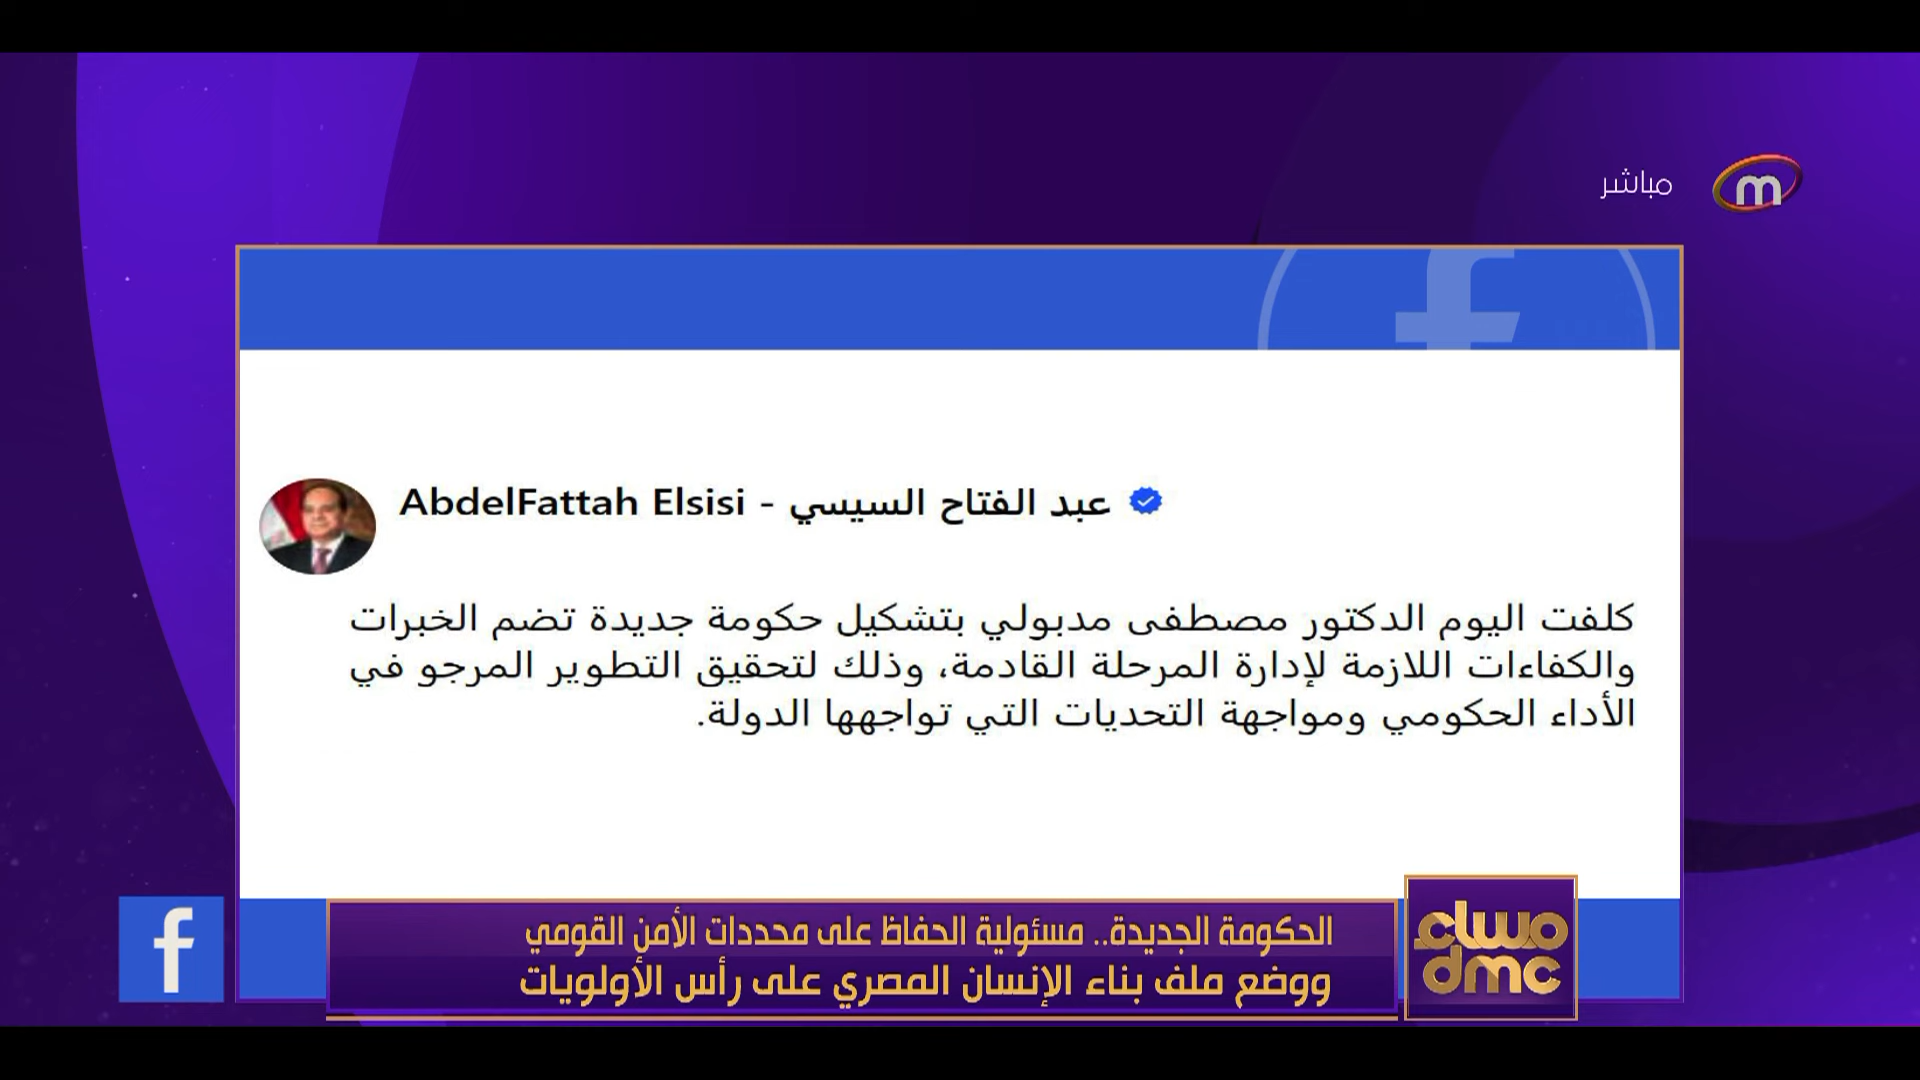 مباشر
m
AbdelFattah Elsisi - عبد الفتاح السيسي
كلفت اليوم الدكتور مصطفى مدبولي بتشكيل حكومة جديدة تضم الخبرات
والكفاءات اللازمة لإدارة المرحلة القادمة، وذلك لتحقيق التطوير المرجو في
الأداء الحكومي ومواجهة التحديات التي تواجهها الدولة.
الحكومة الجديدة.. مسئولية الحفاظ على محددات الأمن القومي
ووضع ملف بناء الإنسان المصري على رأس الأولويات
مساء
dmc
f